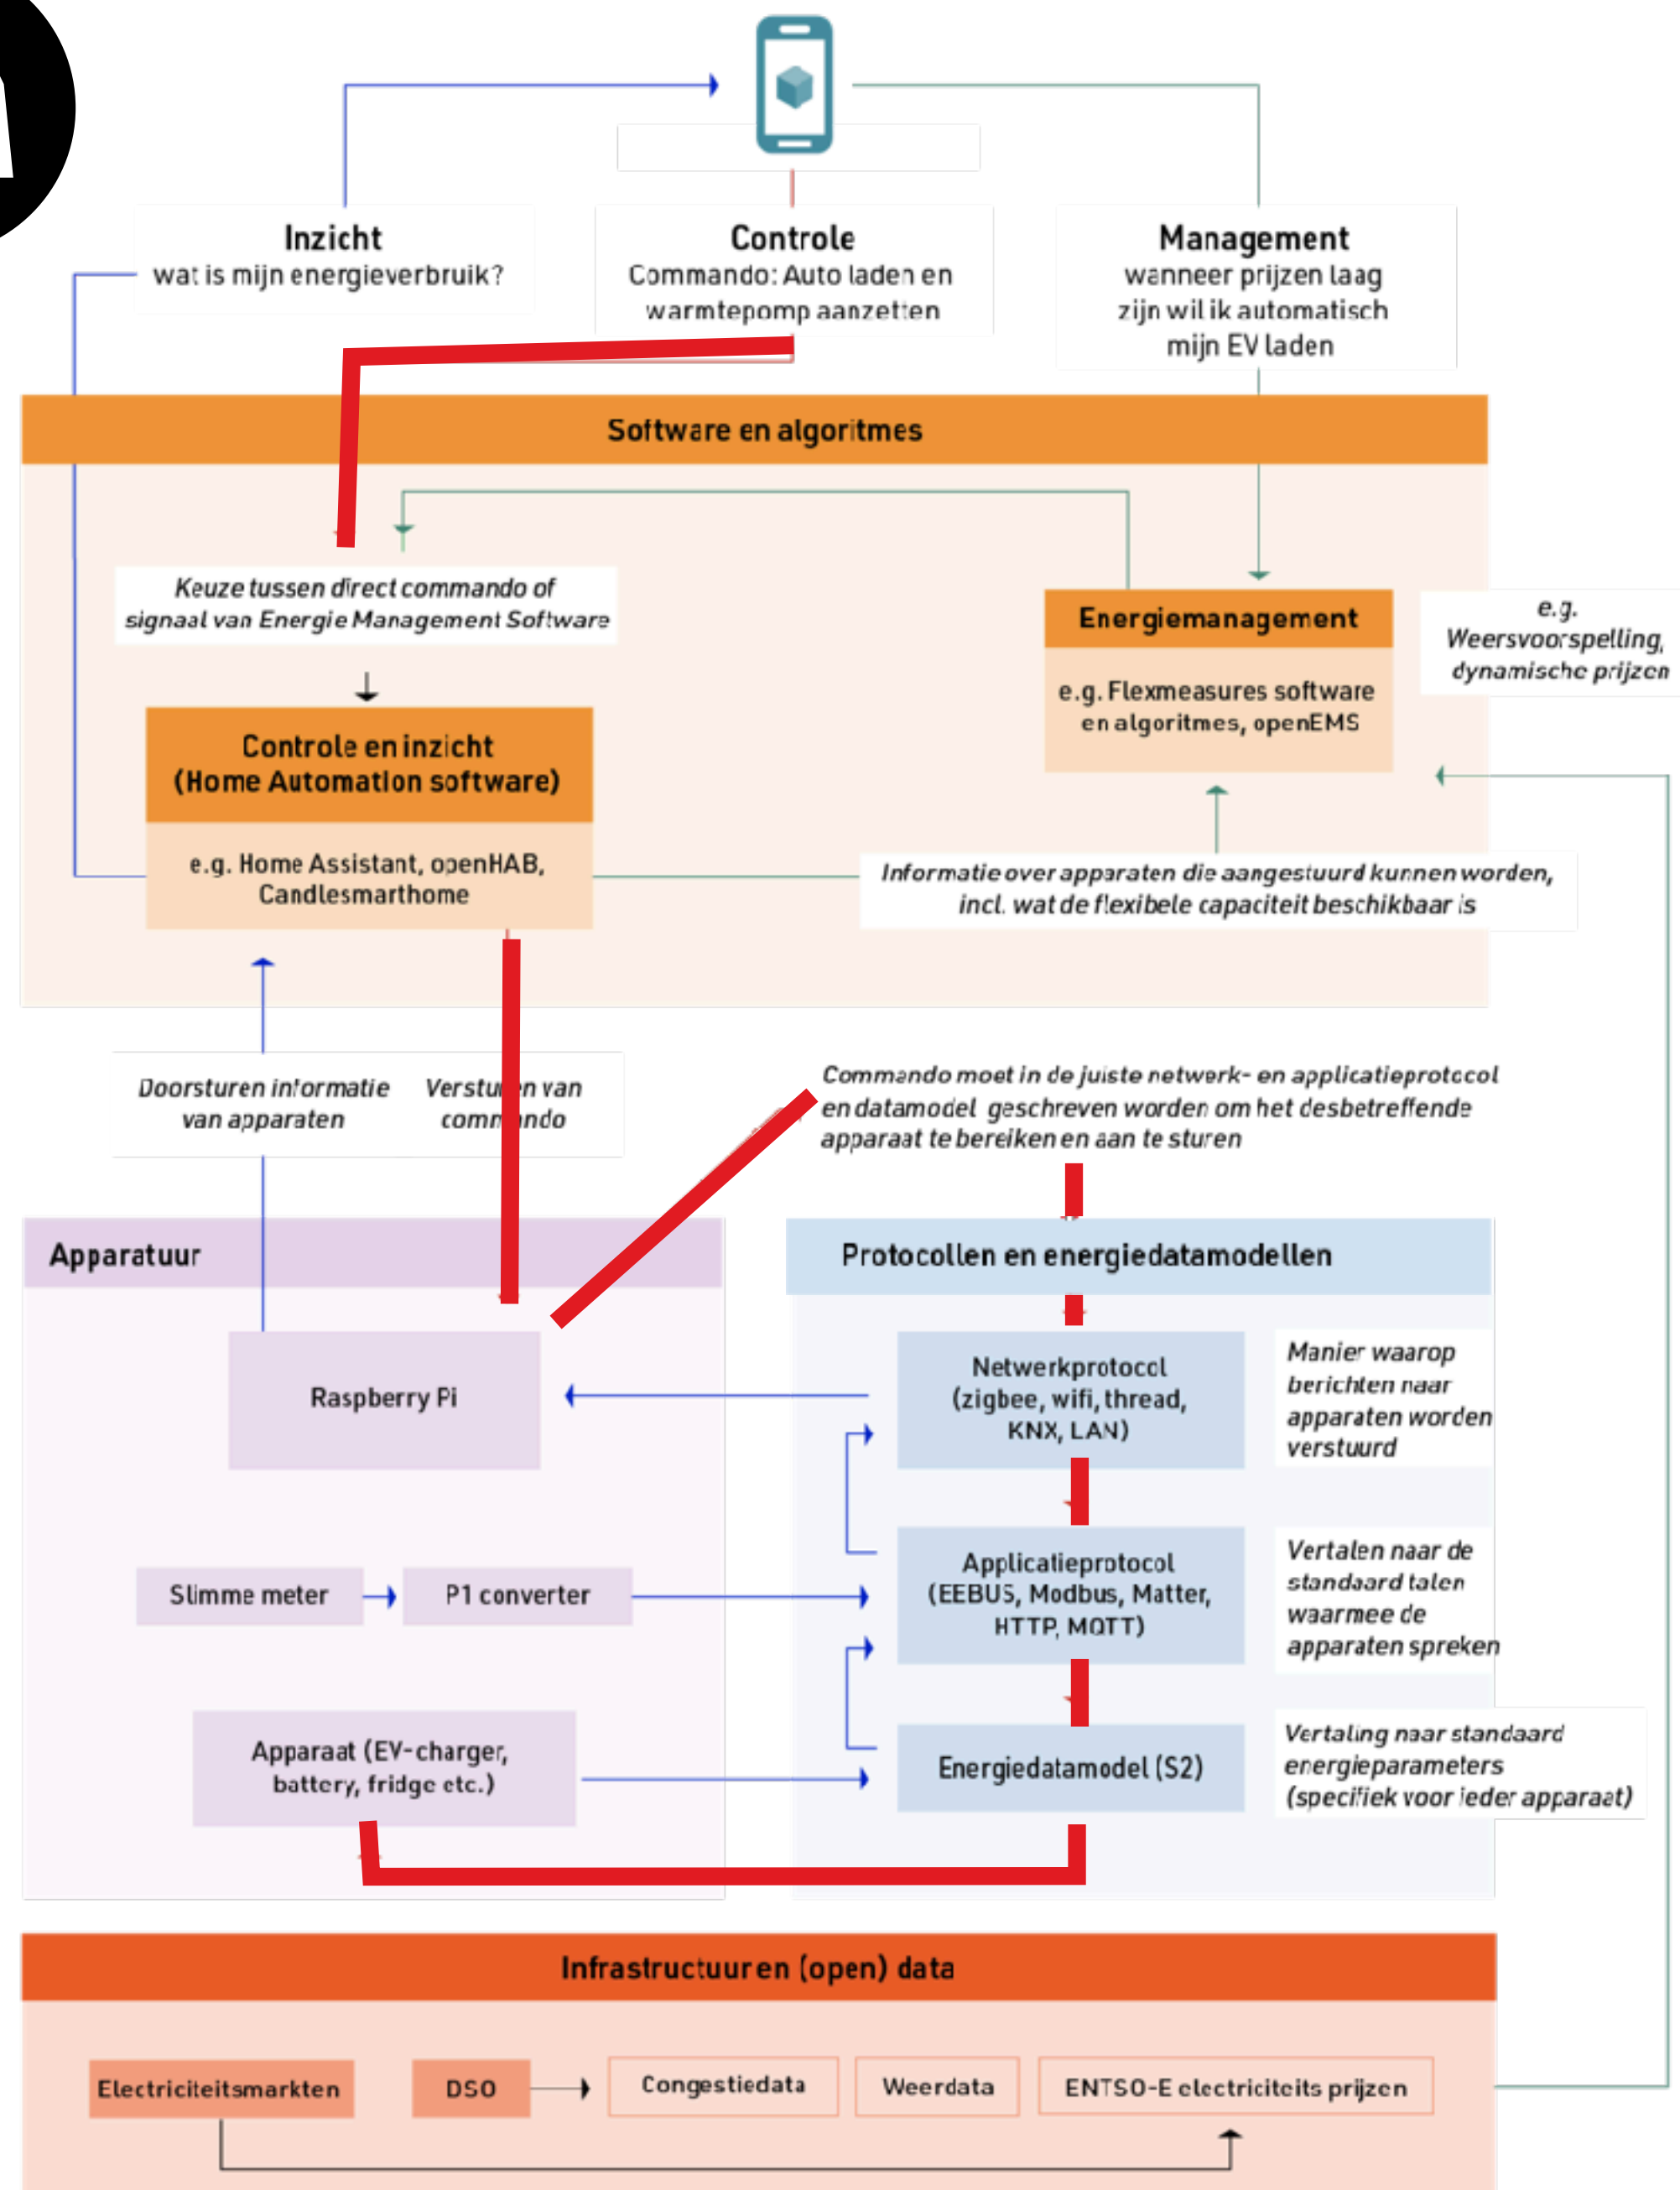 Inzicht
wat is mijn energieverbruik?
Controle
Commando: Auto laden en
warmtepomp aanzetten
Management
wanneer prijzen laag
zijn wil ik automatisch
mijn EV laden
Software en algoritmes
Keuze tussen direct commando of
signaal van Energie Management Software
Energiemanagement
e.g. Flexmeasures software
en algoritmes, openEMS
e.g.
Weersvoorspelling,
dynamische prijzen
Controle en inzicht
(Home Automation software)
e.g. Home Assistant, openHAB,
Candlesmarthome
Informatie over apparaten die aangestuurd kunnen worden,
incl. wat de flexibele capaciteit beschikbaar is
Doorsturen informatie
van apparaten
Versturen van
commando
Commando moet in de juiste netwerk- en applicatieprotocol
en datamodel geschreven worden om het desbetreffende
apparaat te bereiken en aan te sturen
Apparatuur
Protocollen en energiedatamodellen
Raspberry Pi
Netwerkprotocol
(zigbee, wifi, thread,
KNX, LAN)
Manier waarop
berichten naar
apparaten worden
verstuurd
Slimme meter
P1 converter
Applicatieprotocol
(EEBUS, Modbus, Matter,
HTTP, MQTT)
Vertalen naar de
standaard talen
waarmee de
apparaten spreken
Apparaat (EV-charger,
battery, fridge etc.)
Energiedatamodel (S2)
Vertaling naar standaard
energieparameters
(specifiek voor ieder apparaat)
Infrastructuur en (open) data
Electriciteitsmarkten
DSO
Congestiedata
Weerdata
ENTSO-E electriciteits prijzen